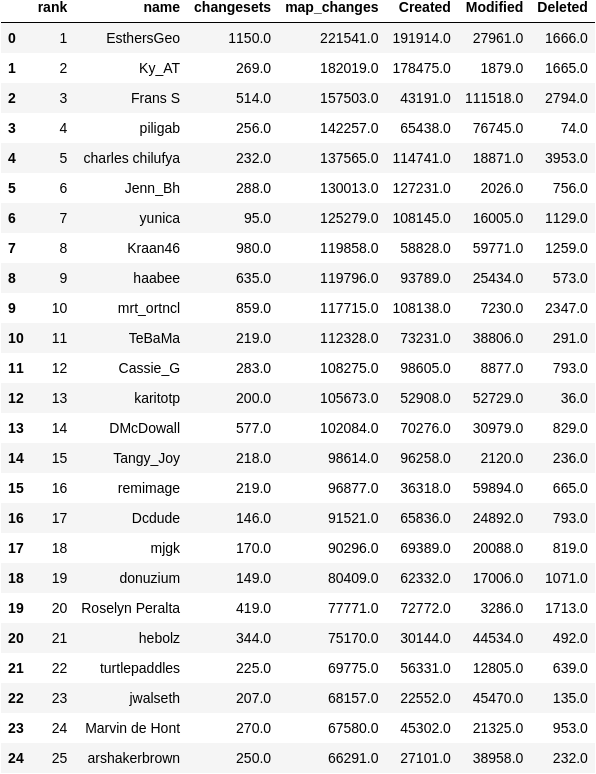 rank name changesets map_changes Created Modified Deleted
0 1 EsthersGeo 1150.0 221541.0 191914.0 27961.0 1666.0
1 2 Ky_AT 269.0 182019.0 178475.0 1879.0 1665.0
2 3 Frans S 514.0 157503.0 43191.0 111518.0 2794.0
3 4 piligab 256.0 142257.0 65438.0 76745.0 74.0
4 5 charles chilufya 232.0 137565.0 114741.0 18871.0 3953.0
5 6 Jenn_Bh 288.0 130013.0 127231.0 2026.0 756.0
6 7 yunica 95.0 125279.0 108145.0 16005.0 1129.0
7 8 Kraan46 980.0 119858.0 58828.0 59771.0 1259.0
8 9 haabee 635.0 119796.0 93789.0 25434.0 573.0
9 10 mrt_ortncl 859.0 117715.0 108138.0 7230.0 2347.0
10 11 TeBaMa 219.0 112328.0 73231.0 38806.0 291.0
11 12 Cassie_G 283.0 108275.0 98605.0 8877.0 793.0
12 13 karitotp 200.0 105673.0 52908.0 52729.0 36.0
13 14 DMcDowall 577.0 102084.0 70276.0 30979.0 829.0
14 15 Tangy_Joy 218.0 98614.0 96258.0 2120.0 236.0
15 16 remimage 219.0 96877.0 36318.0 59894.0 665.0
16 17 Dcdude 146.0 91521.0 65836.0 24892.0 793.0
17 18 mjgk 170.0 90296.0 69389.0 20088.0 819.0
18 19 donuzium 149.0 80409.0 62332.0 17006.0 1071.0
19 20 Roselyn Peralta 419.0 77771.0 72772.0 3286.0 1713.0
20 21 hebolz 344.0 75170.0 30144.0 44534.0 492.0
21 22 turtlepaddles 225.0 69775.0 56331.0 12805.0 639.0
22 23 jwalseth 207.0 68157.0 22552.0 45470.0 135.0
23 24 Marvin de Hont 270.0 67580.0 45302.0 21325.0 953.0
24 25 arshakerbrown 250.0 66291.0 27101.0 38958.0 232.0